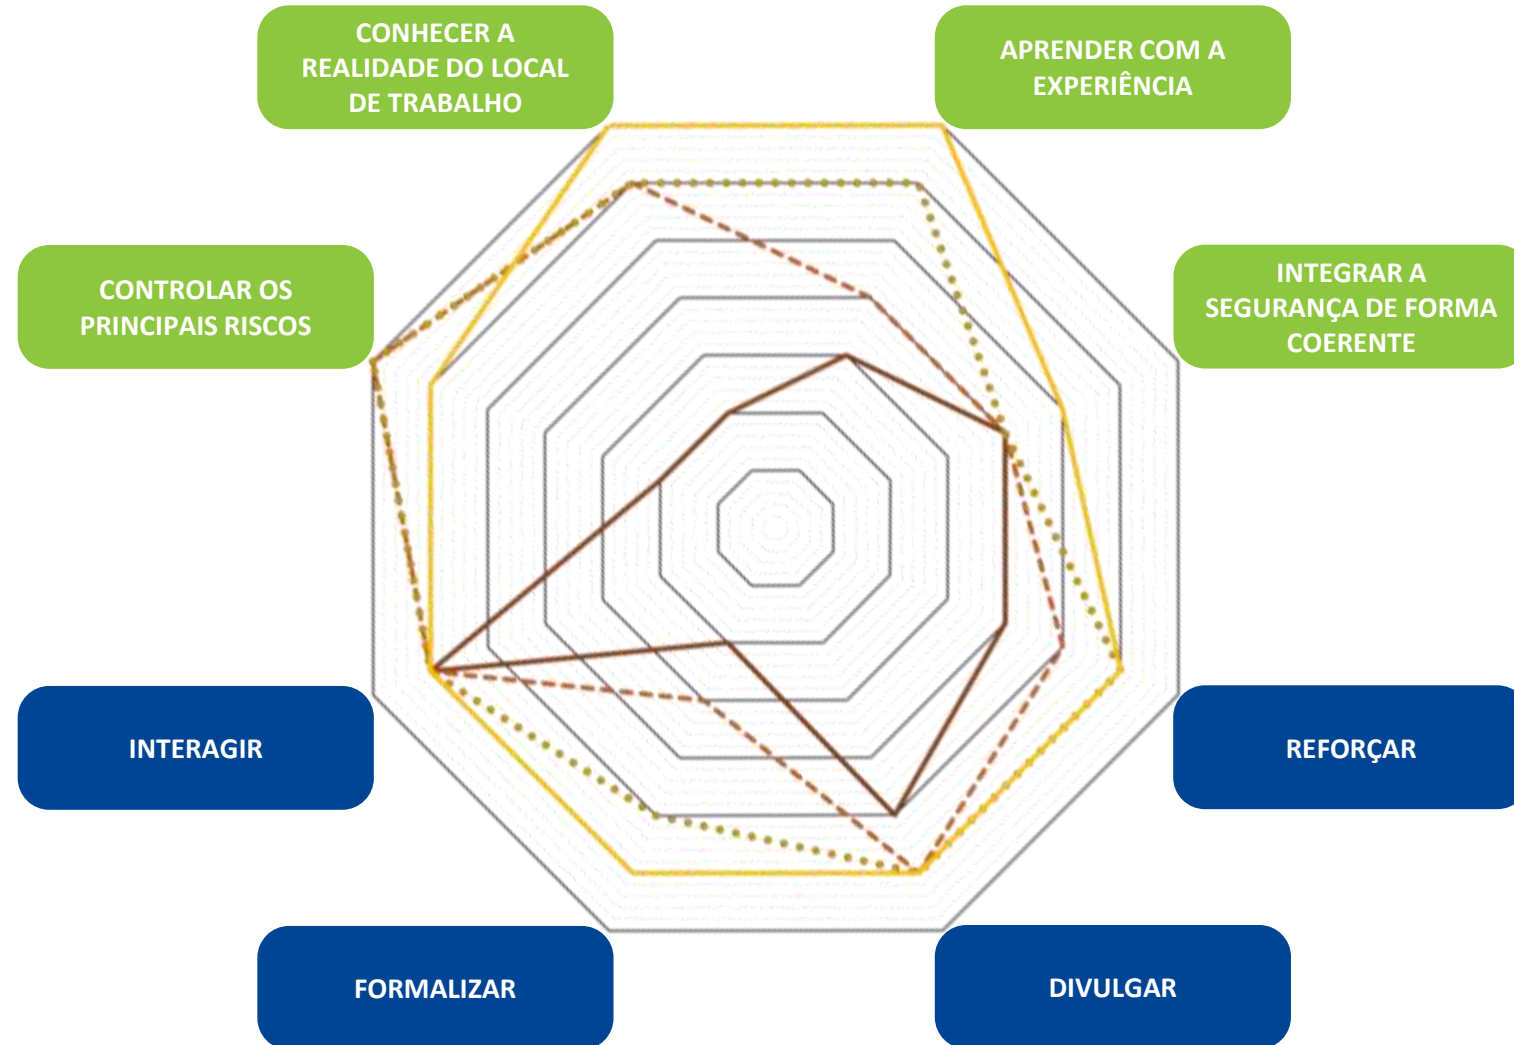 CONHECER A
REALIDADE DO LOCAL
DE TRABALHO
APRENDER COM A
EXPERIÊNCIA
CONTROLAR OS
PRINCIPAIS RISCOS
INTEGRAR A
SEGURANÇA DE FORMA
COERENTE
INTERAGIR
REFORÇAR
FORMALIZAR
DIVULGAR